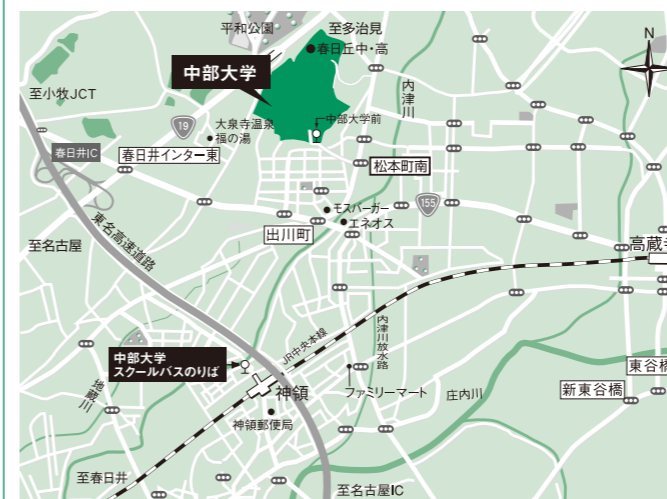 平和公園
至多治見
春日丘中・高
中部大学
N
内津川
至小牧JCT
19
大泉寺温泉
福の湯
中部大学前
春日井IC
春日井インター東
松本町南
155
モスバーガー
エネオス
出川町
高蔵寺
至名古屋
東名高速道路
JR中央本線
内津川放水路
中部大学
スクールバスのりば
神領
ファミリーマート
庄内川
東谷橋
新東谷橋
地蔵川
神領郵便局
至春日井
至名古屋IC